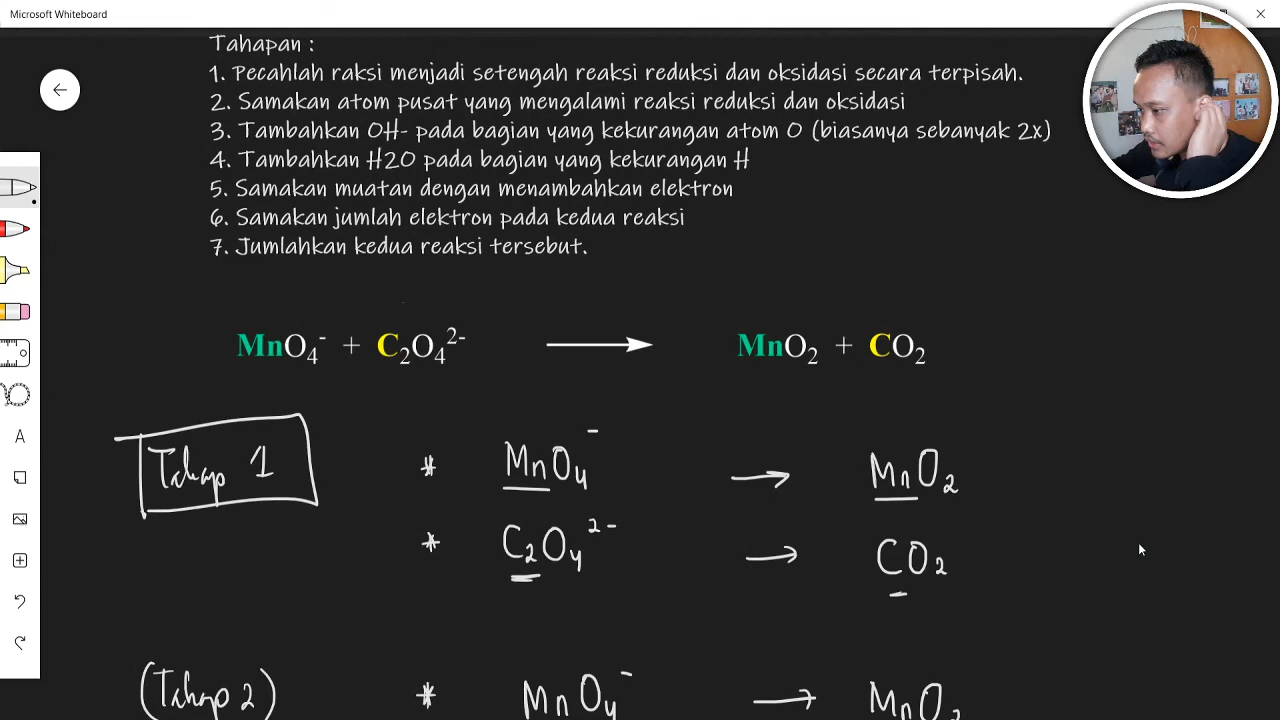 Microsoft Whiteboard
Tahapan :
1. Pecahlah raksi menjadi setengah reaksi reduksi dan oksidasi secara terpisah.
2. Samakan atom pusat yang mengalami reaksi reduksi dan oksidasi
3. Tambahkan OH- pada bagian yang kekurangan atom O (biasanya sebanyak 2x)
4. Tambahkan H2O pada bagian yang kekurangan H
5. Samakan muatan dengan menambahkan elektron
6. Samakan jumlah elektron pada kedua reaksi
7. Jumlahkan kedua reaksi tersebut.
MnO₄⁻ + C₂O₄²⁻ → MnO₂ + CO₂
Tahap 1 * MnO₄⁻ → MnO₂
* C₂O₄²⁻ → CO₂
(Tahap 2) * MnO₄⁻ → MnO₂